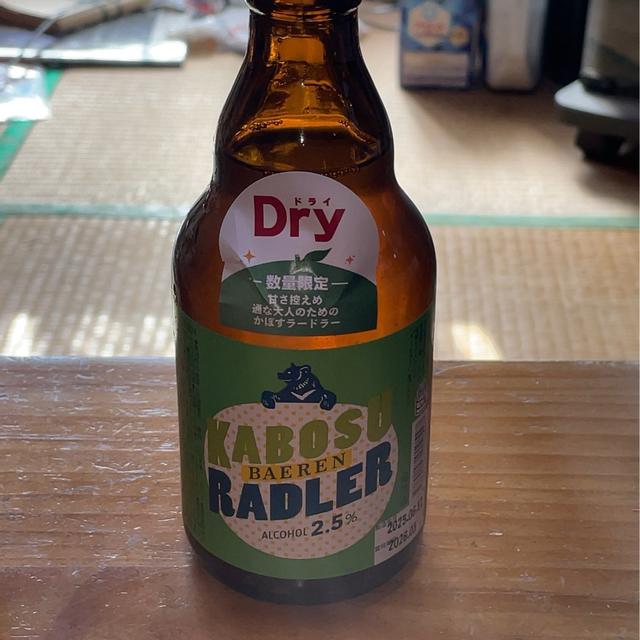 ドライ
Dry
数量限定
甘さ控えめ
通な大人のための
かぼすラードラー
KABOSU
BAEREN
RADLER
ALCOHOL 2.5%